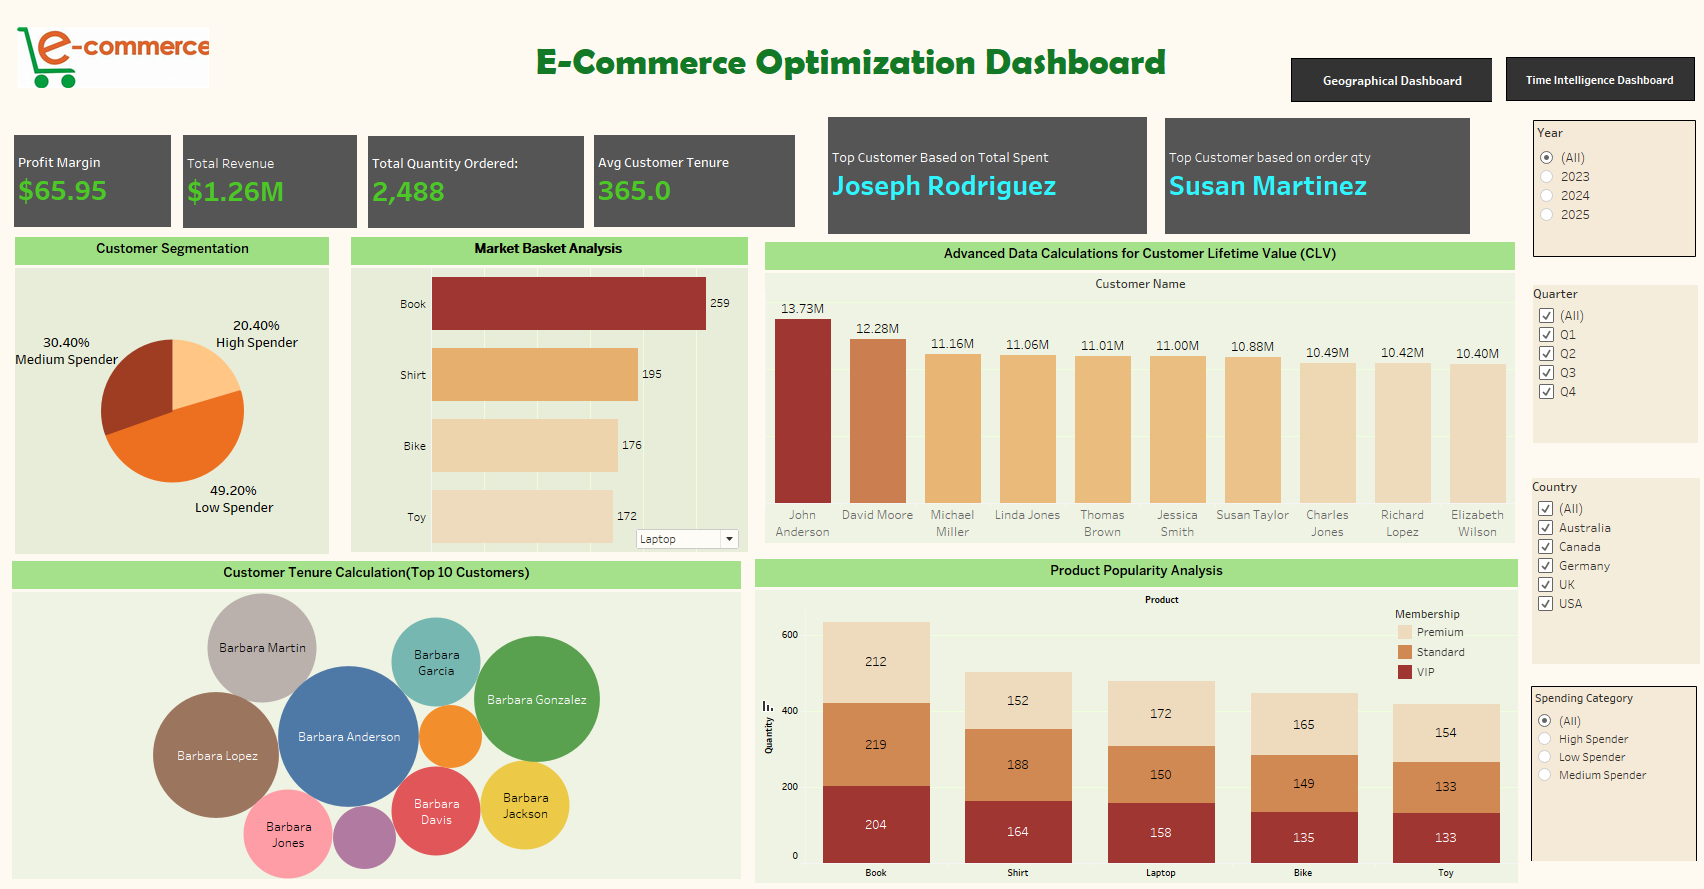 e-commerce
E-Commerce Optimization Dashboard
Geographical Dashboard
Time Intelligence Dashboard
Profit Margin
$65.95
Total Revenue
$1.26M
Total Quantity Ordered:
2,488
Avg Customer Tenure
365.0
Top Customer Based on Total Spent
Joseph Rodriguez
Top Customer based on order qty
Susan Martinez
Year
(All)
2023
2024
2025
Customer Segmentation
20.40%
High Spender
30.40%
Medium Spender
49.20%
Low Spender
Market Basket Analysis
Book
259
Shirt
195
Bike
176
Toy
172
Laptop
Advanced Data Calculations for Customer Lifetime Value (CLV)
Customer Name
13.73M
12.28M
11.16M
11.06M
11.01M
11.00M
10.88M
10.49M
10.42M
10.40M
John
Anderson
David Moore
Michael
Miller
Linda Jones
Thomas
Brown
Jessica
Smith
Susan Taylor
Charles
Jones
Richard
Lopez
Elizabeth
Wilson
Quarter
(All)
Q1
Q2
Q3
Q4
Country
(All)
Australia
Canada
Germany
UK
USA
Customer Tenure Calculation(Top 10 Customers)
Barbara Martin
Barbara
Garcia
Barbara Gonzalez
Barbara Anderson
Barbara Lopez
Barbara
Davis
Barbara
Jackson
Barbara
Jones
Product Popularity Analysis
Product
Membership
Premium
Standard
VIP
Quantity
600
400
200
0
212
219
204
152
188
164
172
150
158
165
149
135
154
133
133
Book
Shirt
Laptop
Bike
Toy
Spending Category
(All)
High Spender
Low Spender
Medium Spender